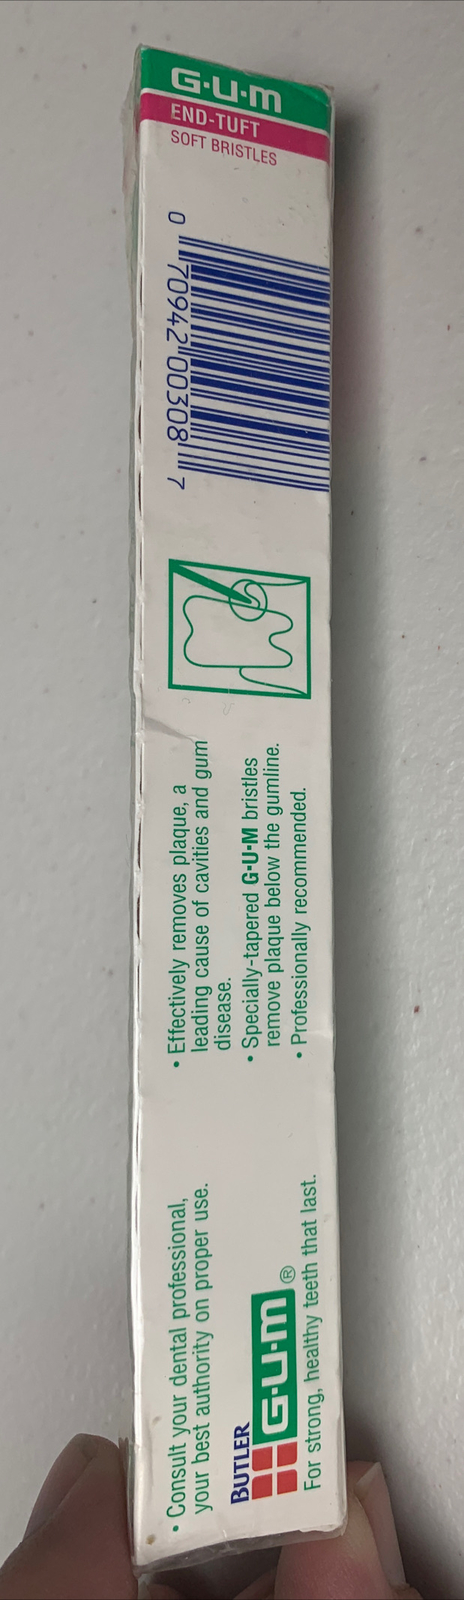 G·U·M
END-TUFT
SOFT BRISTLES
0 70942 00308 7
• Effectively removes plaque, a
leading cause of cavities and gum
disease.
• Specially-tapered G·U·M bristles
remove plaque below the gumline.
• Professionally recommended.
• Consult your dental professional,
your best authority on proper use.
BUTLER
G·U·M®
For strong, healthy teeth that last.